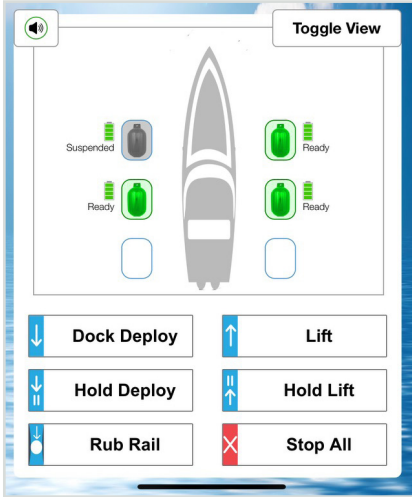 Toggle View
Suspended
Ready
Ready
Ready
Dock Deploy
Lift
Hold Deploy
Hold Lift
Rub Rail
Stop All